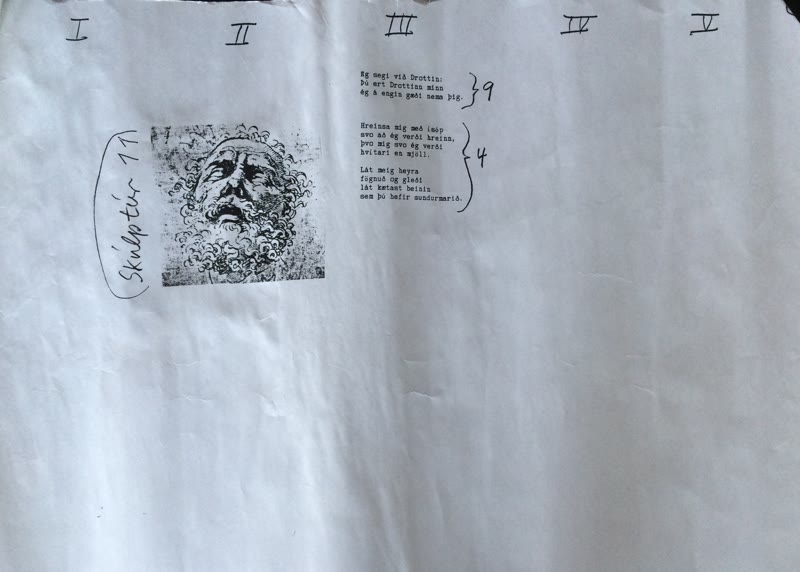 I II III IV V
Skúlptúr 11
Ég segi við Drottin:
Þú ert Drottinn minn
ég á engin gæði nema þig.
9
Hreinsa mig með ísóp
svo að ég verði hreinn,
þvo mig svo ég verði
hvítari en mjöll.
4
Lát meig heyra
fögnuð og gleði
lát kætast beinin
sem þú hefir sundurmarið.